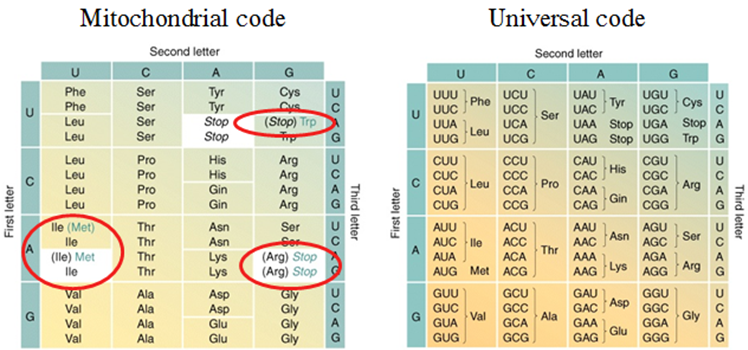 Mitochondrial code
Second letter
U C A G
First letter
U
Phe Ser Tyr Cys U
Phe Ser Tyr Cys C
Leu Ser Stop (Stop) Trp A
Leu Ser Stop Trp G
C
Leu Pro His Arg U
Leu Pro His Arg C
Leu Pro Gin Arg A
Leu Pro Gin Arg G
A
Ile (Met) Thr Asn Ser U
Ile Thr Asn Ser C
(Ile) Met Thr Lys (Arg) Stop A
Ile Thr Lys (Arg) Stop G
G
Val Ala Asp Gly U
Val Ala Asp Gly C
Val Ala Glu Gly A
Val Ala Glu Gly G
Third letter
Universal code
Second letter
U C A G
First letter
U
UUU UCU UAU UGU U
UUC Phe UCC Ser UAC Tyr UGC Cys C
UUA UCA UAA Stop UGA Stop A
UUG Leu UCG UAG Stop UGG Trp G
C
CUU CCU CAU CGU U
CUC Leu CCC Pro CAC His CGC Arg C
CUA CCA CAA CGA A
CUG CCG CAG Gin CGG G
A
AUU ACU AAU AGU U
AUC Ile ACC Thr AAC Asn AGC Ser C
AUA ACA AAA AGA A
AUG Met ACG AAG Lys AGG Arg G
G
GUU GCU GAU GGU U
GUC Val GCC Ala GAC Asp GGC Gly C
GUA GCA GAA GGA A
GUG GCG GAG Glu GGG G
Third letter